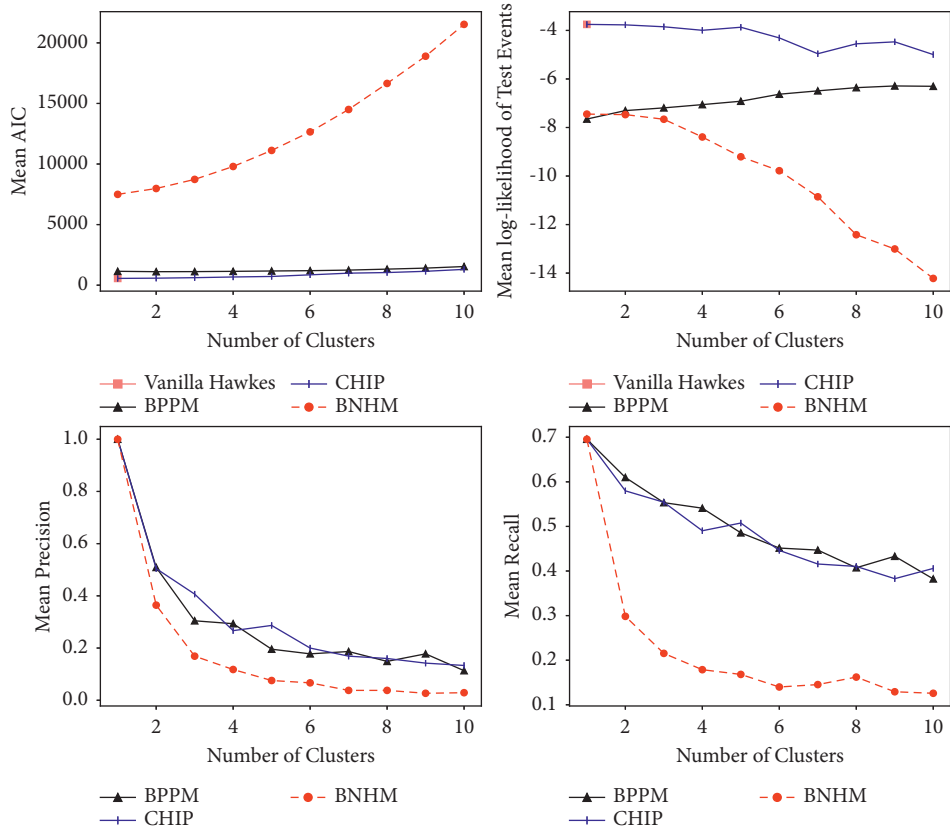 Mean AIC
20000
15000
10000
5000
0
2 4 6 8 10
Number of Clusters
Vanilla Hawkes CHIP
BPPM BNHM
Mean log-likelihood of Test Events
-4
-6
-8
-10
-12
-14
2 4 6 8 10
Number of Clusters
Vanilla Hawkes CHIP
BPPM BNHM
Mean Precision
1.0
0.8
0.6
0.4
0.2
0.0
2 4 6 8 10
Number of Clusters
BPPM BNHM
CHIP
Mean Recall
0.7
0.6
0.5
0.4
0.3
0.2
0.1
2 4 6 8 10
Number of Clusters
BPPM BNHM
CHIP